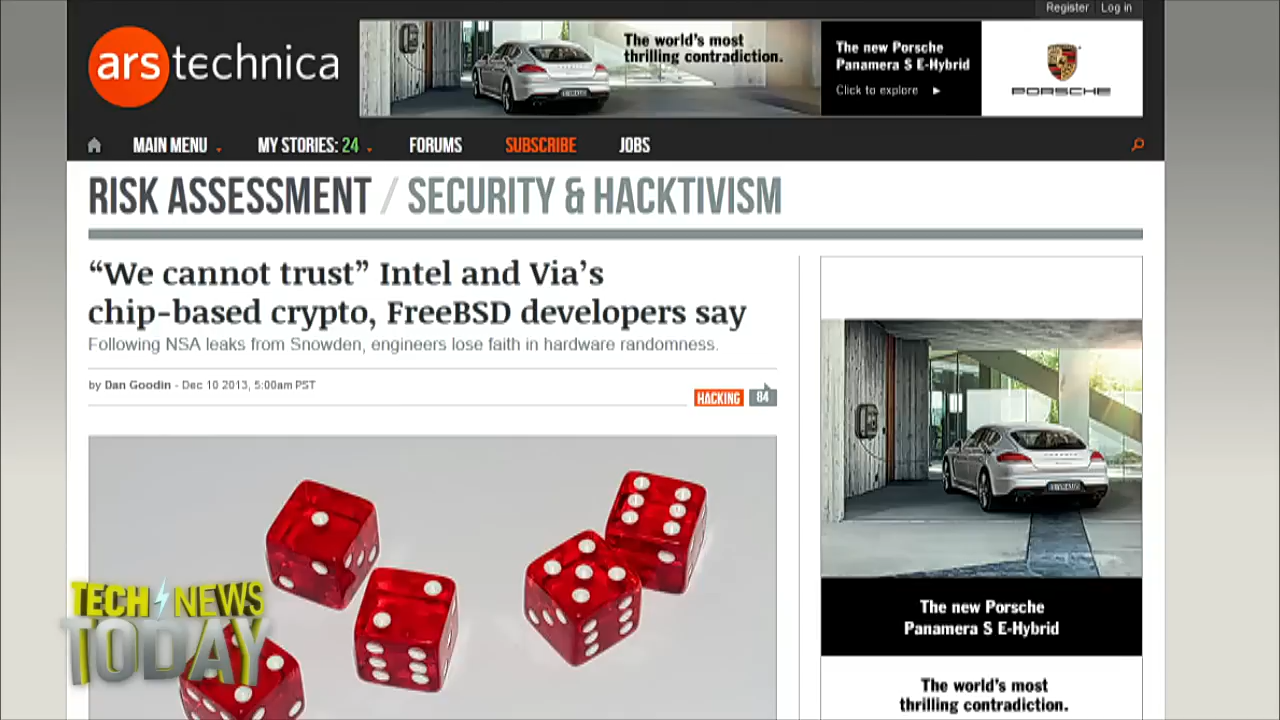 Register Log in
ars technica
The world's most
thrilling contradiction.
The new Porsche
Panamera S E-Hybrid
Click to explore
PORSCHE
MAIN MENU MY STORIES: 24 FORUMS SUBSCRIBE JOBS
RISK ASSESSMENT / SECURITY & HACKTIVISM
“We cannot trust” Intel and Via’s
chip-based crypto, FreeBSD developers say
Following NSA leaks from Snowden, engineers lose faith in hardware randomness.
by Dan Goodin - Dec 10 2013, 5:00am PST
HACKING 84
TECH NEWS
TODAY
The new Porsche
Panamera S E-Hybrid
The world's most
thrilling contradiction.